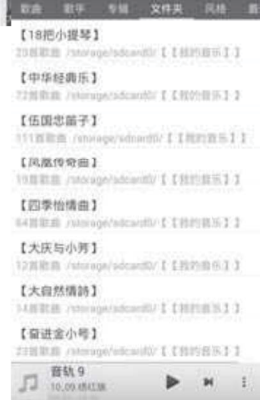 歌曲 歌手 专辑 文件夹 风格
【18把小提琴】
23首歌曲 /storage/sdcard0/【【我的音乐】】
【中华经典乐】
72首歌曲 /storage/sdcard0/【【我的音乐】】
【伍国忠笛子】
111首歌曲 /storage/sdcard0/【【我的音乐】】
【凤凰传奇曲】
19首歌曲 /storage/sdcard0/【【我的音乐】】
【四季怡情曲】
64首歌曲 /storage/sdcard0/【【我的音乐】】
【大庆与小芳】
12首歌曲 /storage/sdcard0/【【我的音乐】】
【大自然情詩】
14首歌曲 /storage/sdcard0/【【我的音乐】】
【奋进金小号】
23首歌曲 /storage/sdcard0/【【我的音乐】】
音轨 9
10_09.绣红旗